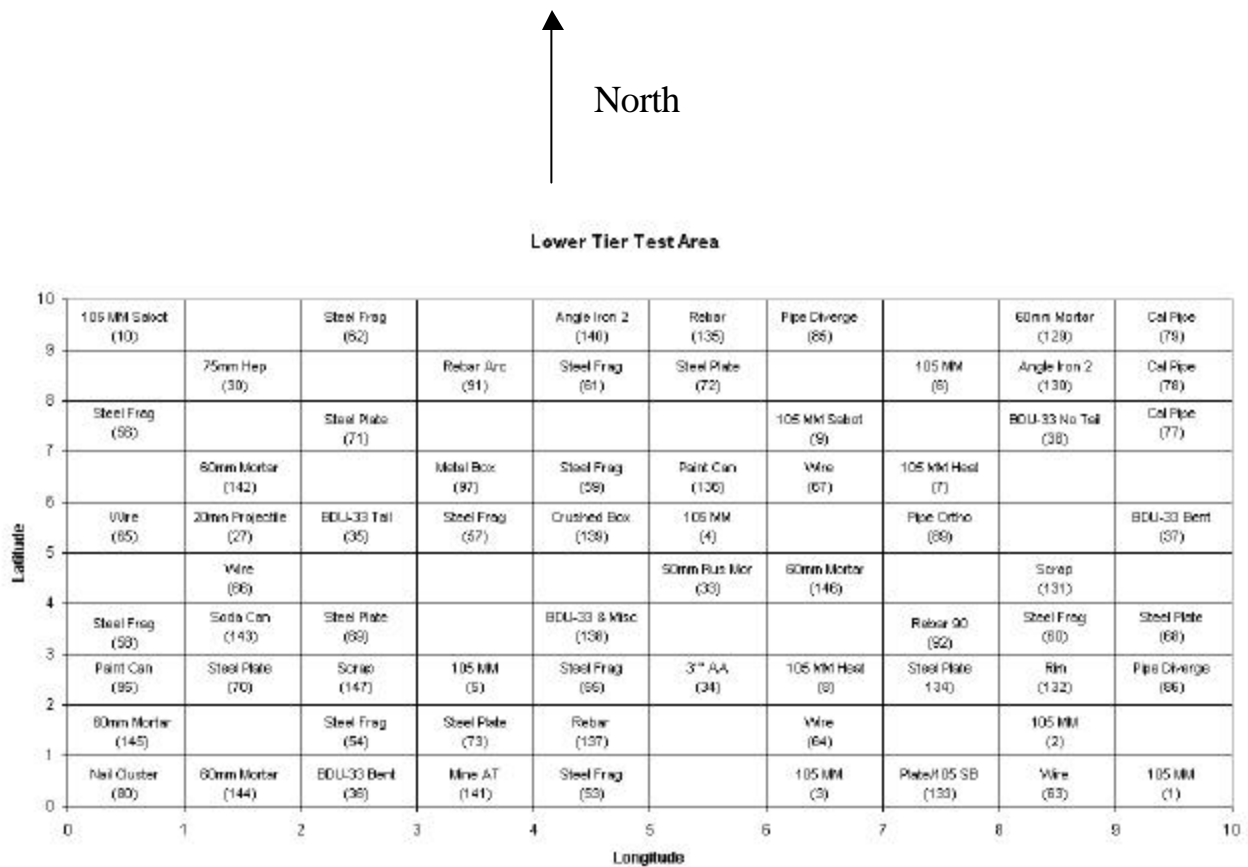 North
Lower Tier Test Area
10
105 MM Sabot Steel Frag Angle Iron 2 Rebar Pipe Diverge 60mm Mortar Cal Pipe
(10) (62) (140) (135) (85) (129) (79)
9
75mm Hep Rebar Arc Steel Frag Steel Plate 105 MM Angle Iron 2 Cal Pipe
(30) (91) (61) (72) (6) (130) (78)
8
Steel Frag Steel Plate 105 MM Sabot BDU-33 No Tail Cal Pipe
(71) (9) (77)
7
60mm Mortar Metal Box Steel Frag Paint Can Wire 105 MM Heat
(142) (97) (59) (136) (67) (7)
6
Wire 20mm Projectile BDU-33 Tail Steel Frag Crushed Box 105 MM Pipe Ortho BDU-33 Bent
(65) (27) (35) (57) (139) (4) (89) (37)
5
Wire Rus Mor 60mm Mortar Scrap
(66) (33) (146) (131)
4
Steel Frag Soda Can Steel Plate BDU-33 & Misc Rebar 90 Steel Frag Steel Plate
(58) (143) (69) (138) (92) (60) (68)
3
Paint Can Steel Plate Scrap 105 MM Steel Frag AA 105 MM Heat Steel Plate Rim Pipe Diverge
(70) (147) (5) (34) (8) 134) (132) (86)
2
60mm Mortar Steel Frag Steel Plate Rebar Wire 105 MM
(145) (54) (73) (137) (64) (2)
1
Nail Cluster 60mm Mortar BDU-33 Bent Mine AT Steel Frag 105 MM Plate/105 SB Wire 105 MM
(80) (144) (36) (141) (53) (3) (133) (63) (1)
0
0 1 2 3 4 5 6 7 8 9 10
Latitude
Longitude